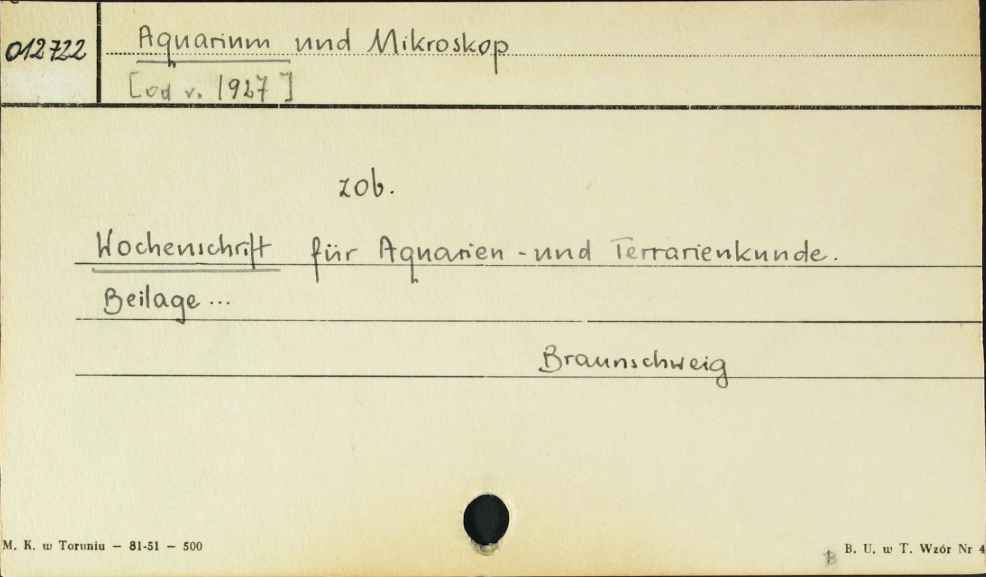 012722
Aquarium und Mikroskop
[od v. 1927]
zob.
Wochenschrift für Aquarien-und Terrarienkunde.
Beilage...
Braunschweig
M. K. w Toruniu – 81-51 – 500
B. U. w T. Wzór Nr 4